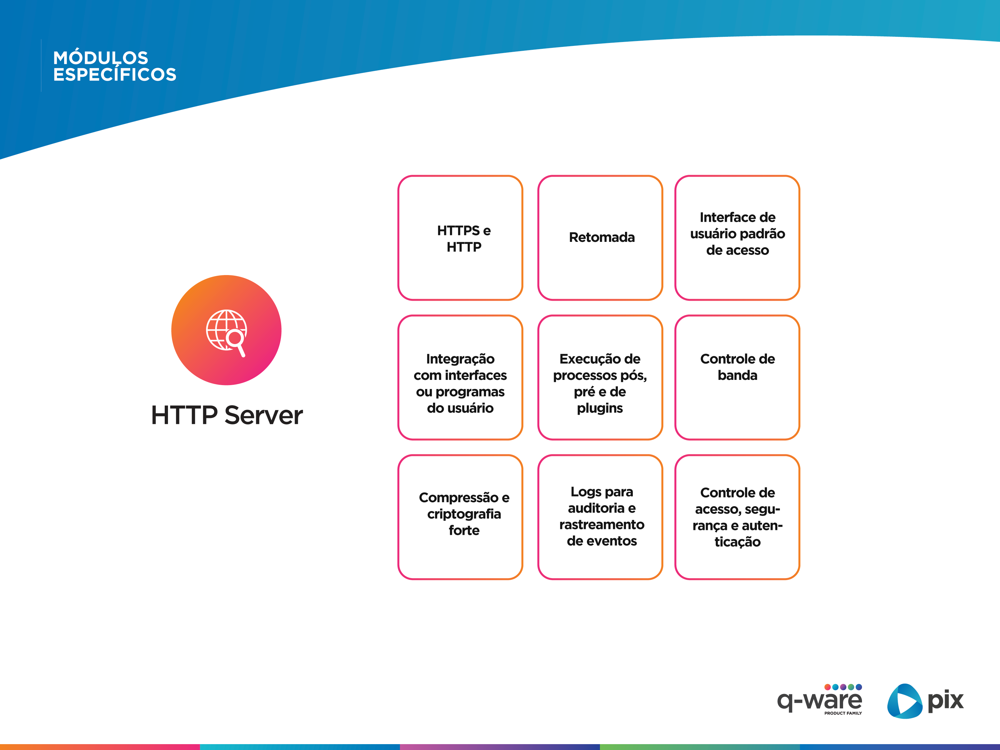 MÓDULOS
ESPECÍFICOS
HTTP Server
HTTPS e
HTTP
Retomada
Interface de
usuário padrão
de acesso
Integração
com interfaces
ou programas
do usuário
Execução de
processos pós,
pré e de
plugins
Controle de
banda
Compressão e
criptografia
forte
Logs para
auditoria e
rastreamento
de eventos
Controle de
acesso, segu-
rança e auten-
ticação
q-ware
PRODUCT FAMILY
pix